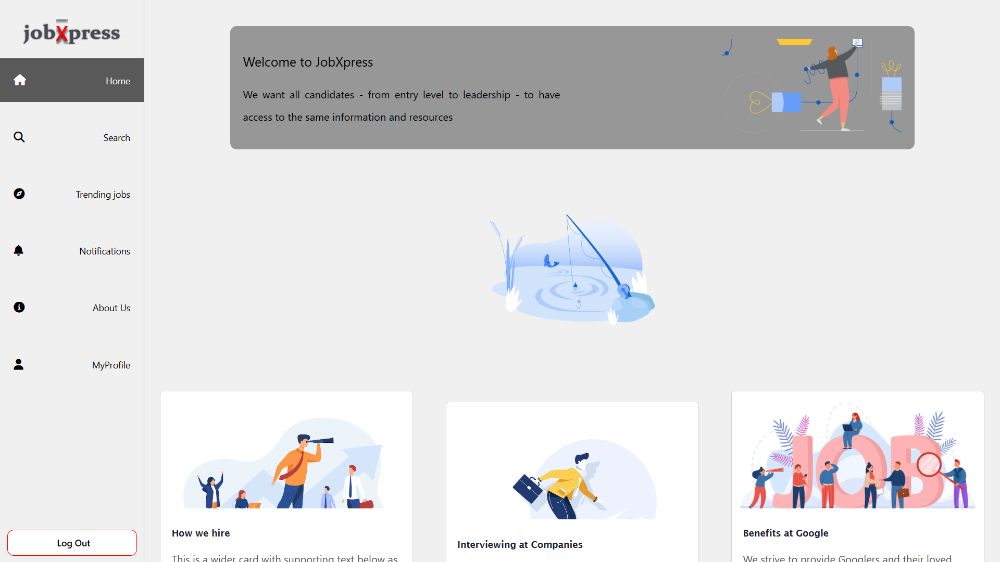 jobXpress
Home
Search
Trending jobs
Notifications
About Us
MyProfile
Log Out
Welcome to JobXpress
We want all candidates - from entry level to leadership - to have
access to the same information and resources
How we hire
This is a wider card with supporting text below as
Interviewing at Companies
JOB
Benefits at Google
We strive to provide Googlers and their loved